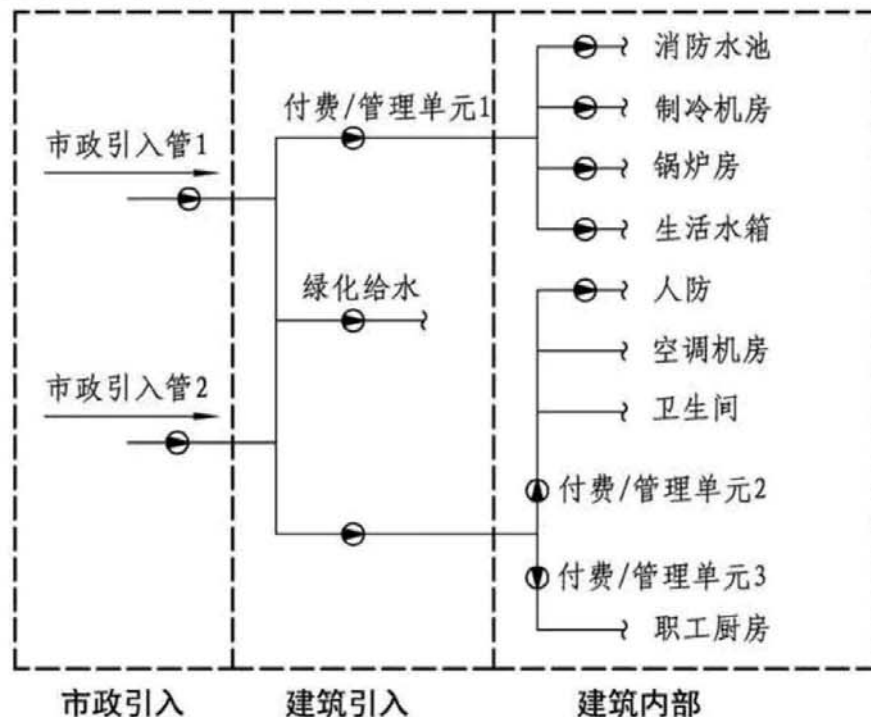 消防水池
付费/管理单元1
制冷机房
市政引入管1
锅炉房
生活水箱
绿化给水
人防
空调机房
市政引入管2
卫生间
付费/管理单元2
付费/管理单元3
职工厨房
市政引入
建筑引入
建筑内部